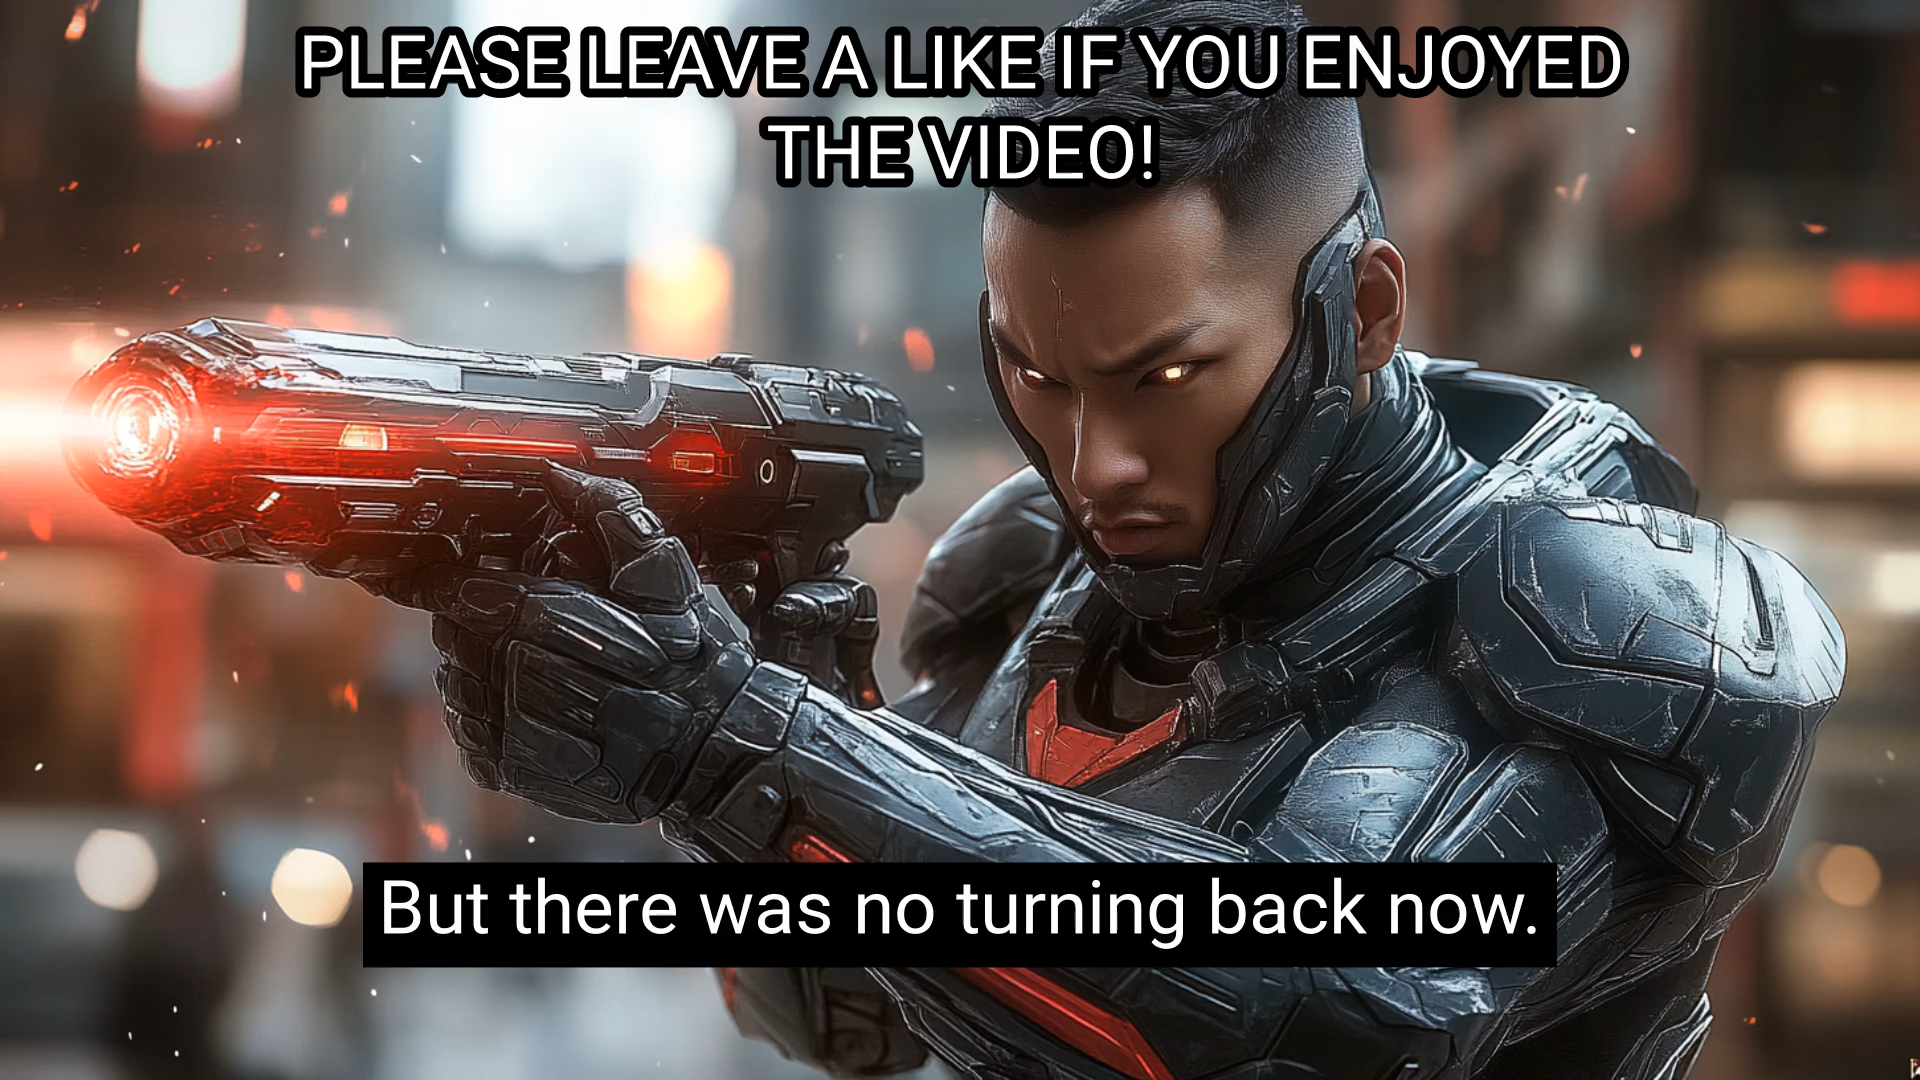 PLEASE LEAVE A LIKE IF YOU ENJOYED
THE VIDEO!
But there was no turning back now.